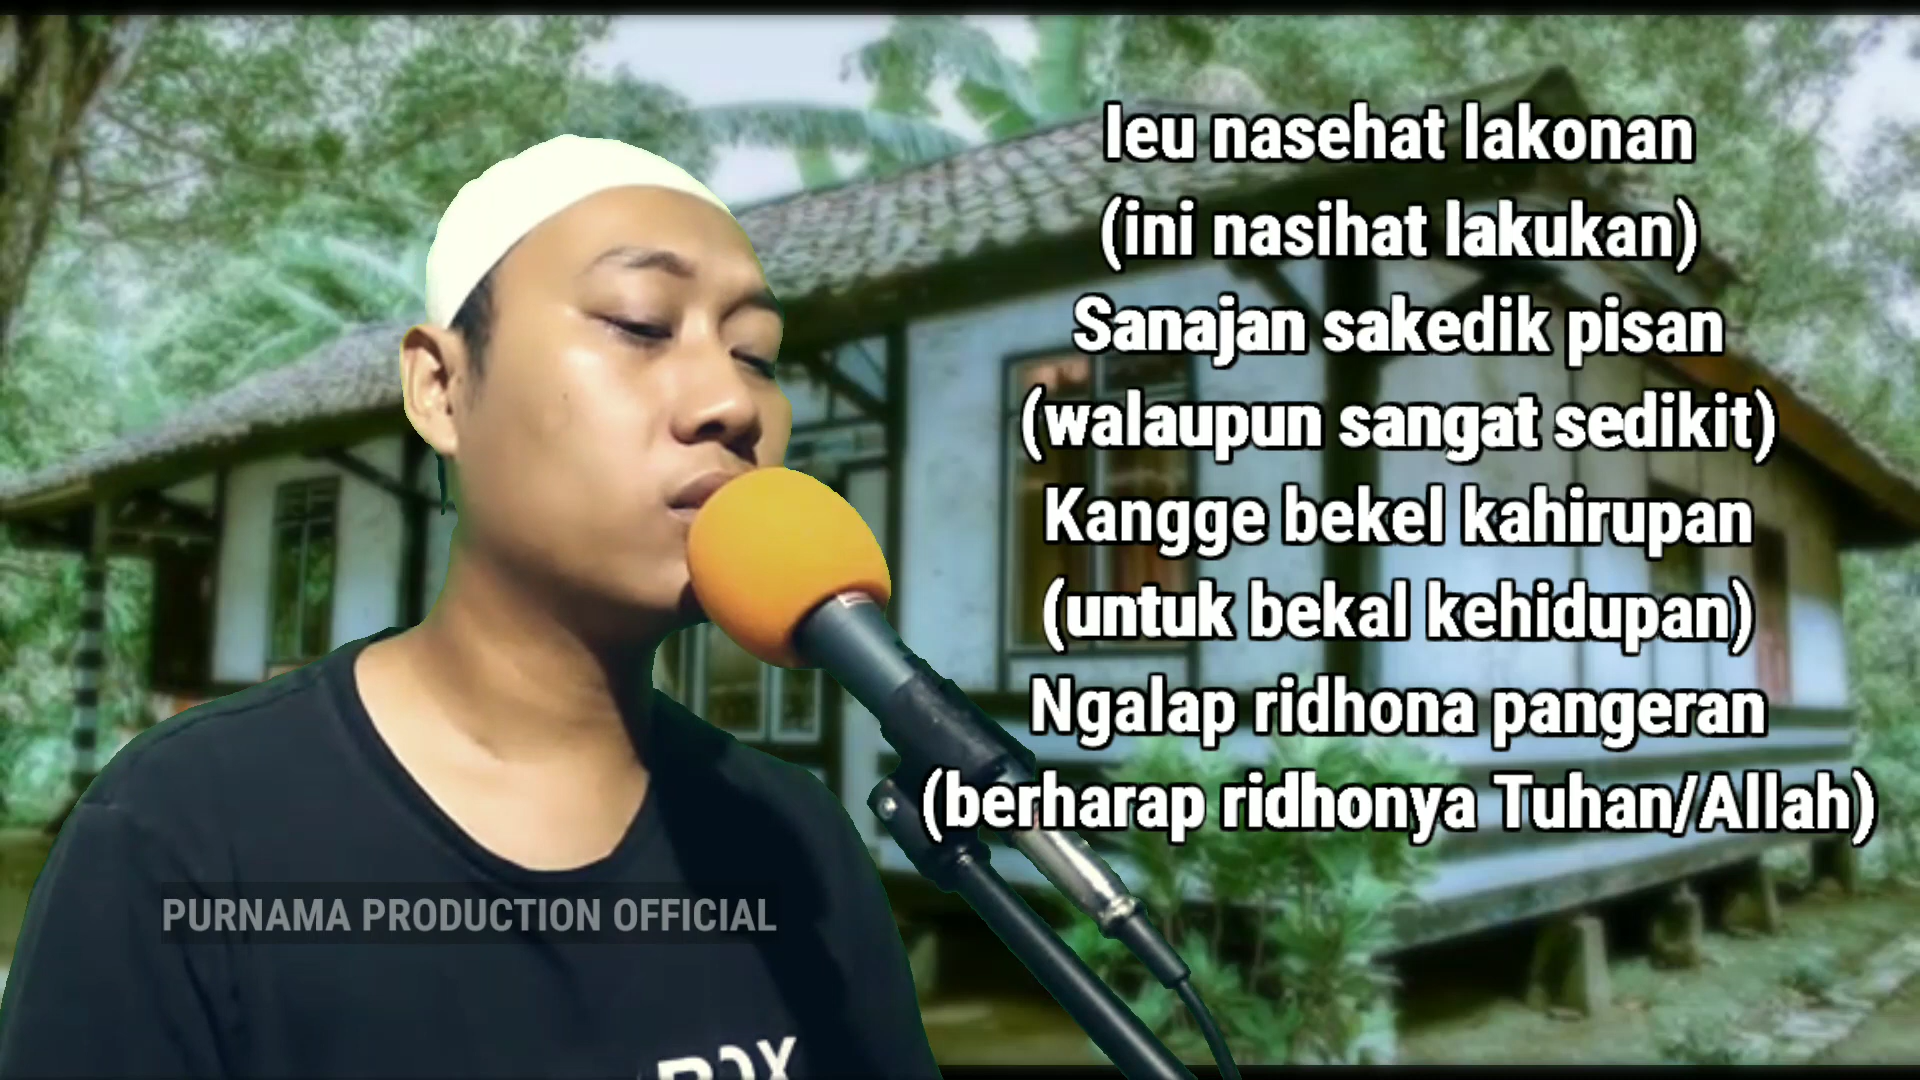 Ieu nasehat lakonan
(ini nasihat lakukan)
Sanajan sakedik pisan
(walaupun sangat sedikit)
Kangge bekel kahirupan
(untuk bekal kehidupan)
Ngalap ridhona pangeran
(berharap ridhonya Tuhan/Allah)
PURNAMA PRODUCTION OFFICIAL